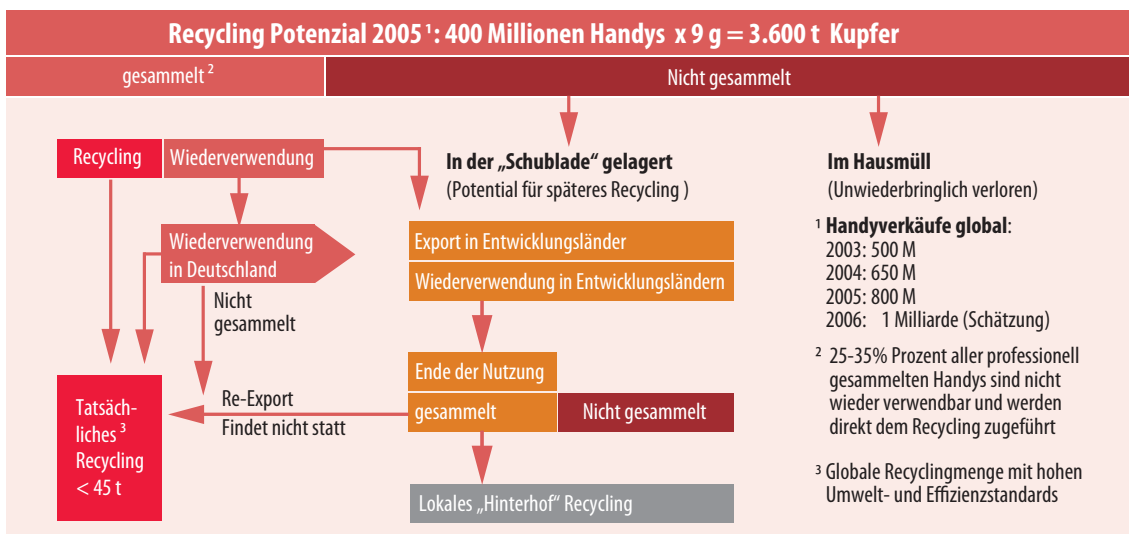 Recycling Potenzial 2005 ¹: 400 Millionen Handys x 9 g = 3.600 t Kupfer
gesammelt ²
Nicht gesammelt
Recycling
Wiederverwendung
In der „Schublade“ gelagert
(Potential für späteres Recycling )
Im Hausmüll
(Unwiederbringlich verloren)
Wiederverwendung
in Deutschland
Export in Entwicklungsländer
Wiederverwendung in Entwicklungsländern
Nicht
gesammelt
Ende der Nutzung
gesammelt
Nicht gesammelt
Re-Export
Findet nicht statt
Tatsäch-
liches ³
Recycling
< 45 t
Lokales „Hinterhof“ Recycling
¹ Handyverkäufe global:
2003: 500 M
2004: 650 M
2005: 800 M
2006: 1 Milliarde (Schätzung)
² 25-35% Prozent aller professionell
gesammelten Handys sind nicht
wieder verwendbar und werden
direkt dem Recycling zugeführt
³ Globale Recyclingmenge mit hohen
Umwelt- und Effizienzstandards